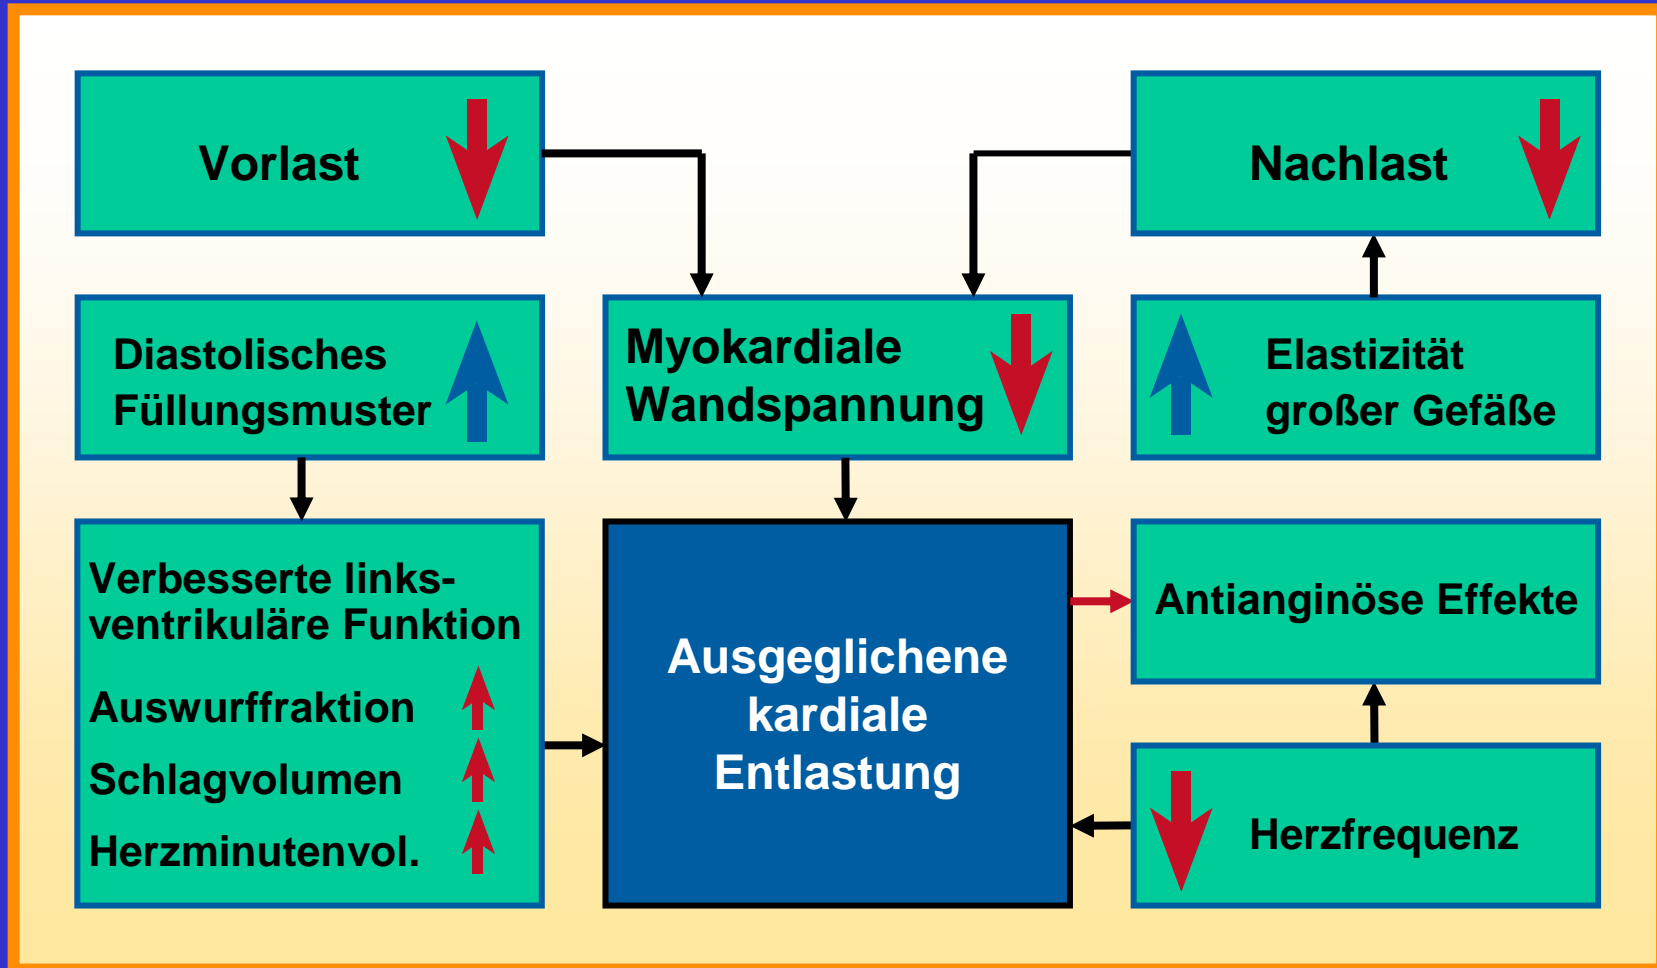 Vorlast
Nachlast
Diastolisches
Füllungsmuster
Myokardiale
Wandspannung
Elastizität
großer Gefäße
Verbesserte links-
ventrikuläre Funktion
Auswurffraktion
Schlagvolumen
Herzminutenvol.
Ausgeglichene
kardiale
Entlastung
Antianginöse Effekte
Herzfrequenz